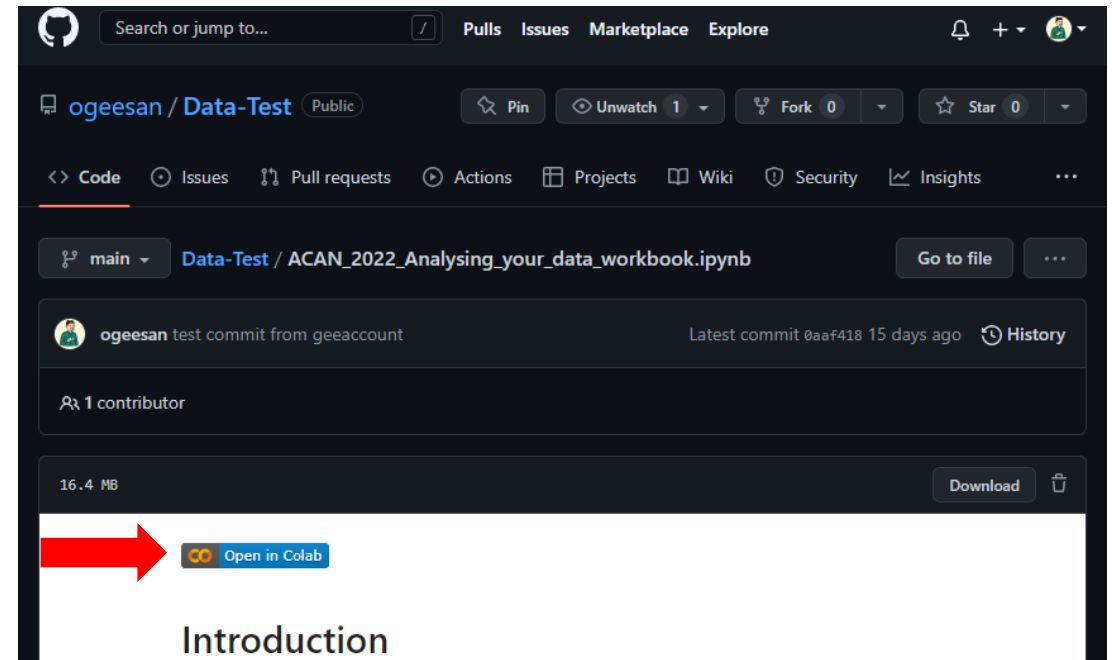 Search or jump to... / Pulls Issues Marketplace Explore
ogeesan / Data-Test Public Pin Unwatch 1 Fork 0 Star 0
<> Code Issues Pull requests Actions Projects Wiki Security Insights ...
main Data-Test / ACAN_2022_Analysing_your_data_workbook.ipynb Go to file ...
ogeesan test commit from geeaccount Latest commit 0aaf418 15 days ago History
1 contributor
16.4 MB Download
CO Open in Colab
Introduction